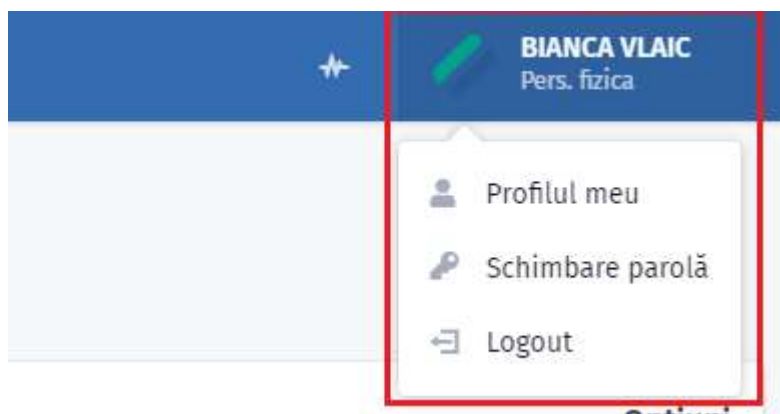 BIANCA VLAIC
Pers. fizica
Profilul meu
Schimbare parolă
Logout